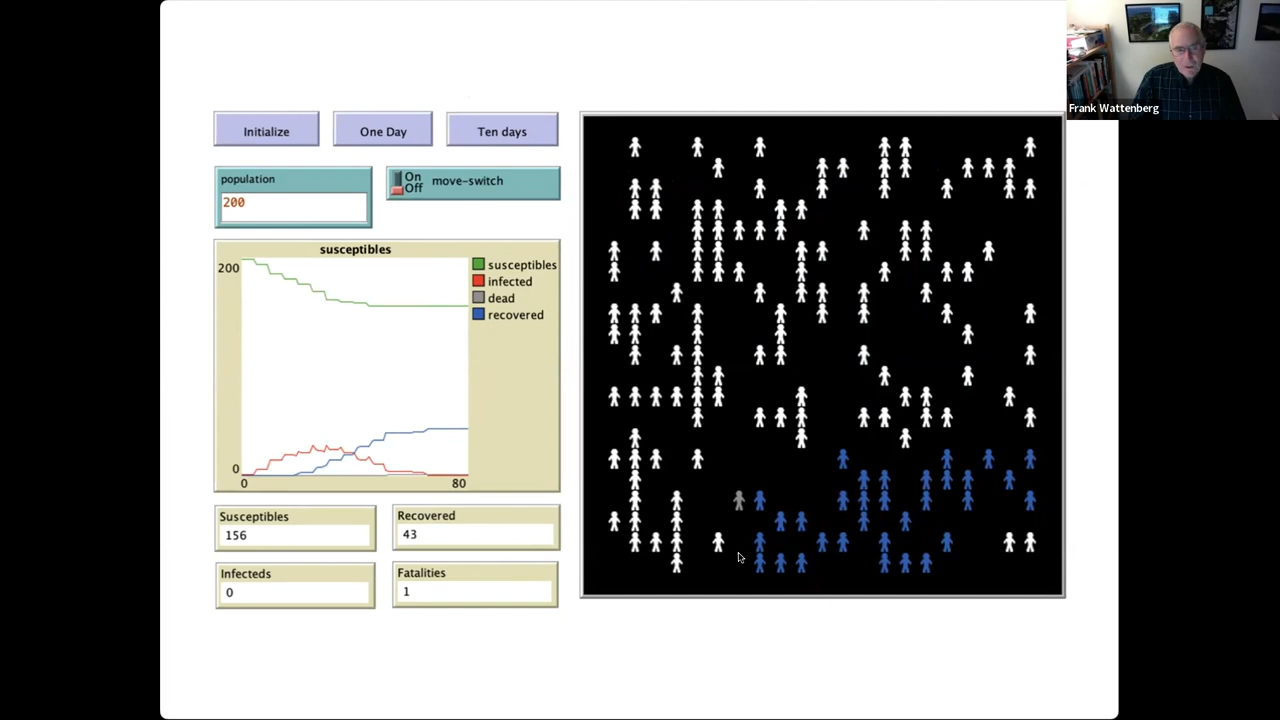 Frank Wattenberg
Initialize
One Day
Ten days
population
200
On
Off
move-switch
susceptibles
200
0
0
80
susceptibles
infected
dead
recovered
Susceptibles
156
Recovered
43
Infecteds
0
Fatalities
1